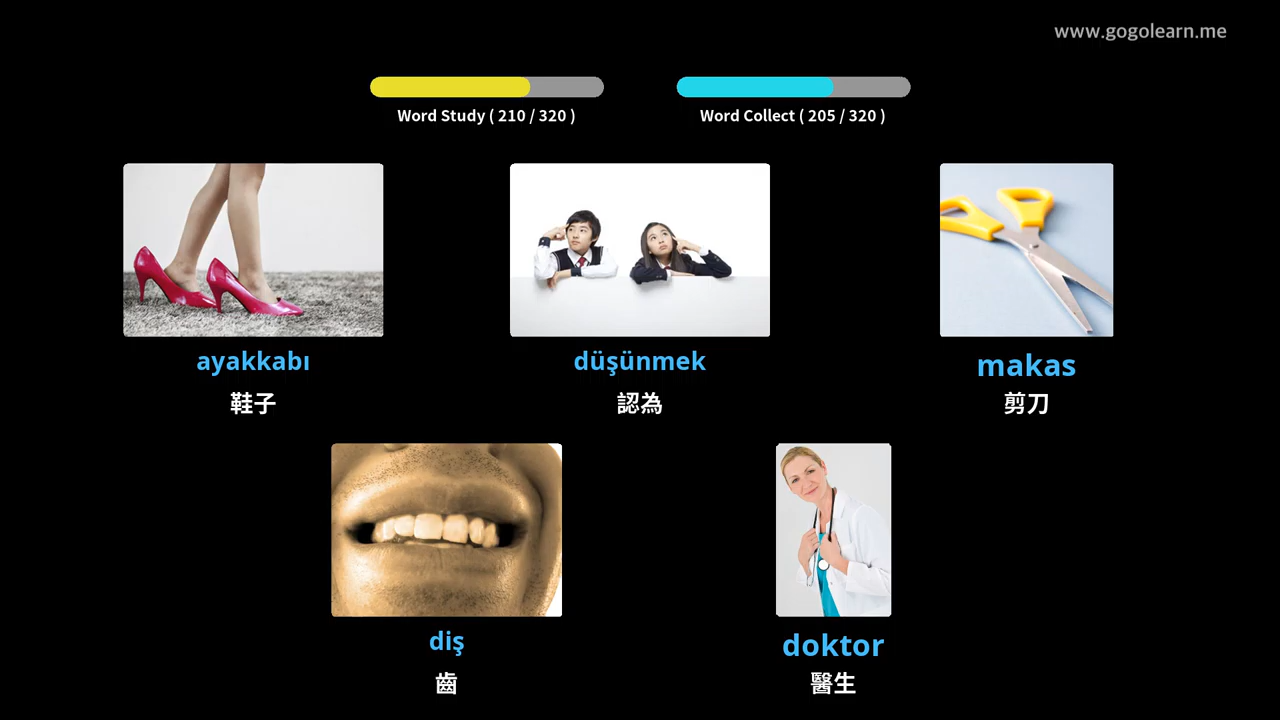 www.gogolearn.me
Word Study ( 210 / 320 )
Word Collect ( 205 / 320 )
ayakkabı
鞋子
düşünmek
認為
makas
剪刀
diş
齒
doktor
醫生